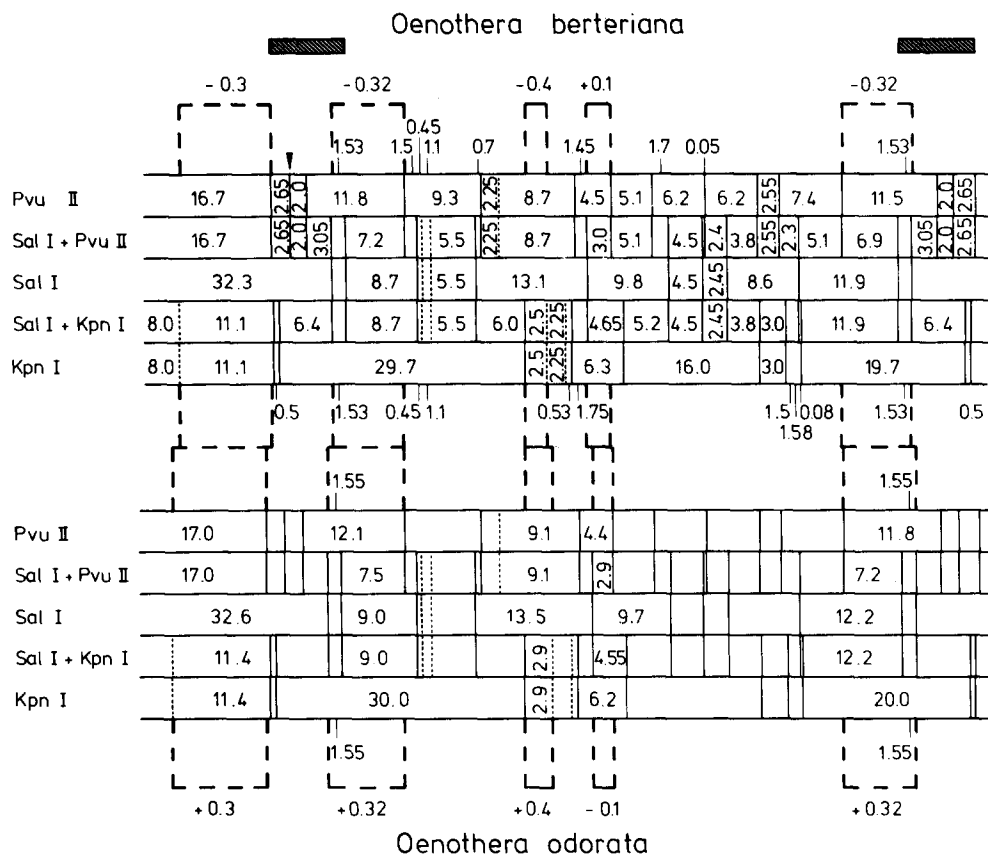 Oenothera berteriana
- 0.3 - 0.32 - 0.4 + 0.1 - 0.32
1.53 1.5 0.45 1.1 0.7 1.45 1.7 0.05 1.53
Pvu II 16.7 2.65 2.0 11.8 9.3 2.25 8.7 4.5 5.1 6.2 6.2 2.55 7.4 11.5 2.0 2.65
Sal I + Pvu II 16.7 2.65 2.0 3.05 7.2 5.5 2.25 8.7 3.0 5.1 4.5 2.4 3.8 2.55 2.3 5.1 6.9 3.05 2.0 2.65
Sal I 32.3 8.7 5.5 13.1 9.8 4.5 2.45 8.6 11.9
Sal I + Kpn I 8.0 11.1 6.4 8.7 5.5 6.0 2.5 2.25 4.65 5.2 4.5 2.45 3.8 3.0 11.9 6.4
Kpn I 8.0 11.1 29.7 2.5 2.25 6.3 16.0 3.0 19.7
0.5 1.53 0.45 1.1 0.53 1.75 1.5 0.08 1.53 0.5
1.58
1.55 1.55
Pvu II 17.0 12.1 9.1 4.4 11.8
Sal I + Pvu II 17.0 7.5 9.1 2.9 7.2
Sal I 32.6 9.0 13.5 9.7 12.2
Sal I + Kpn I 11.4 9.0 2.9 4.55 12.2
Kpn I 11.4 30.0 2.9 6.2 20.0
1.55 1.55
+ 0.3 + 0.32 + 0.4 - 0.1 + 0.32
Oenothera odorata